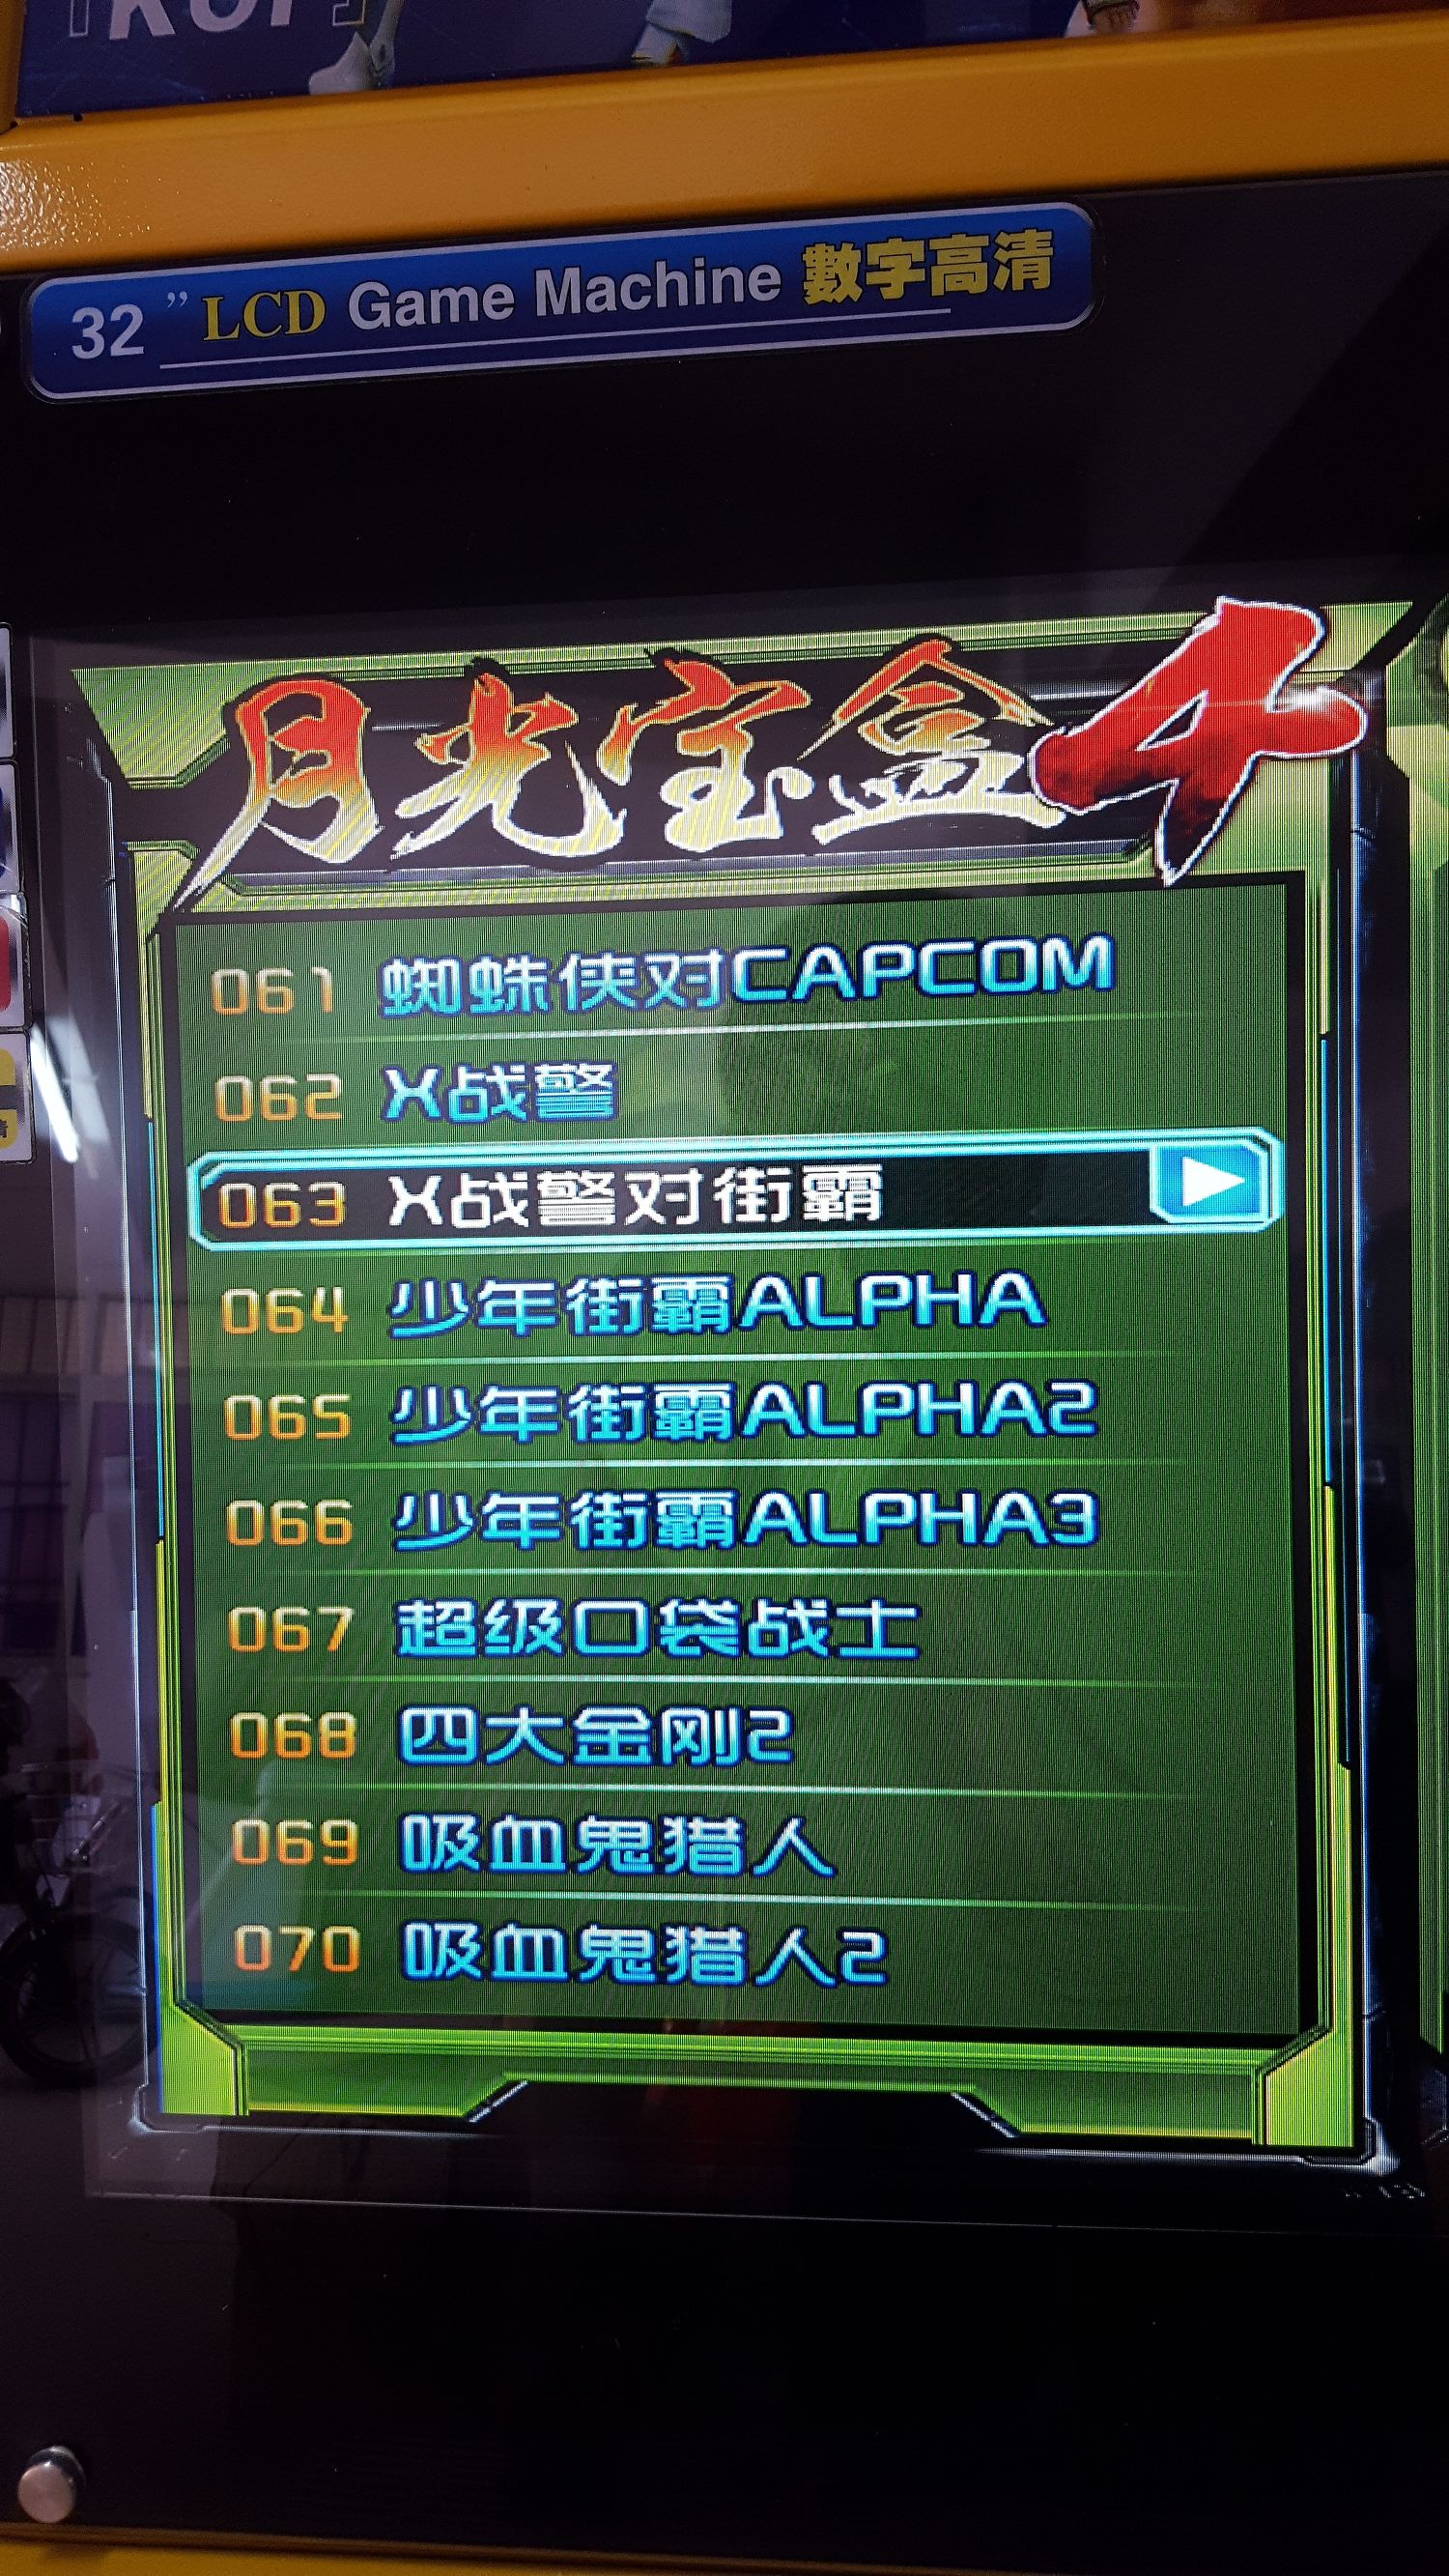 32 " LCD Game Machine 數字高清
月光宝盒4
061 蜘蛛侠对CAPCOM
062 X战警
063 X战警对街霸
064 少年街霸ALPHA
065 少年街霸ALPHA2
066 少年街霸ALPHA3
067 超级口袋战士
068 四大金刚2
069 吸血鬼猎人
070 吸血鬼猎人2